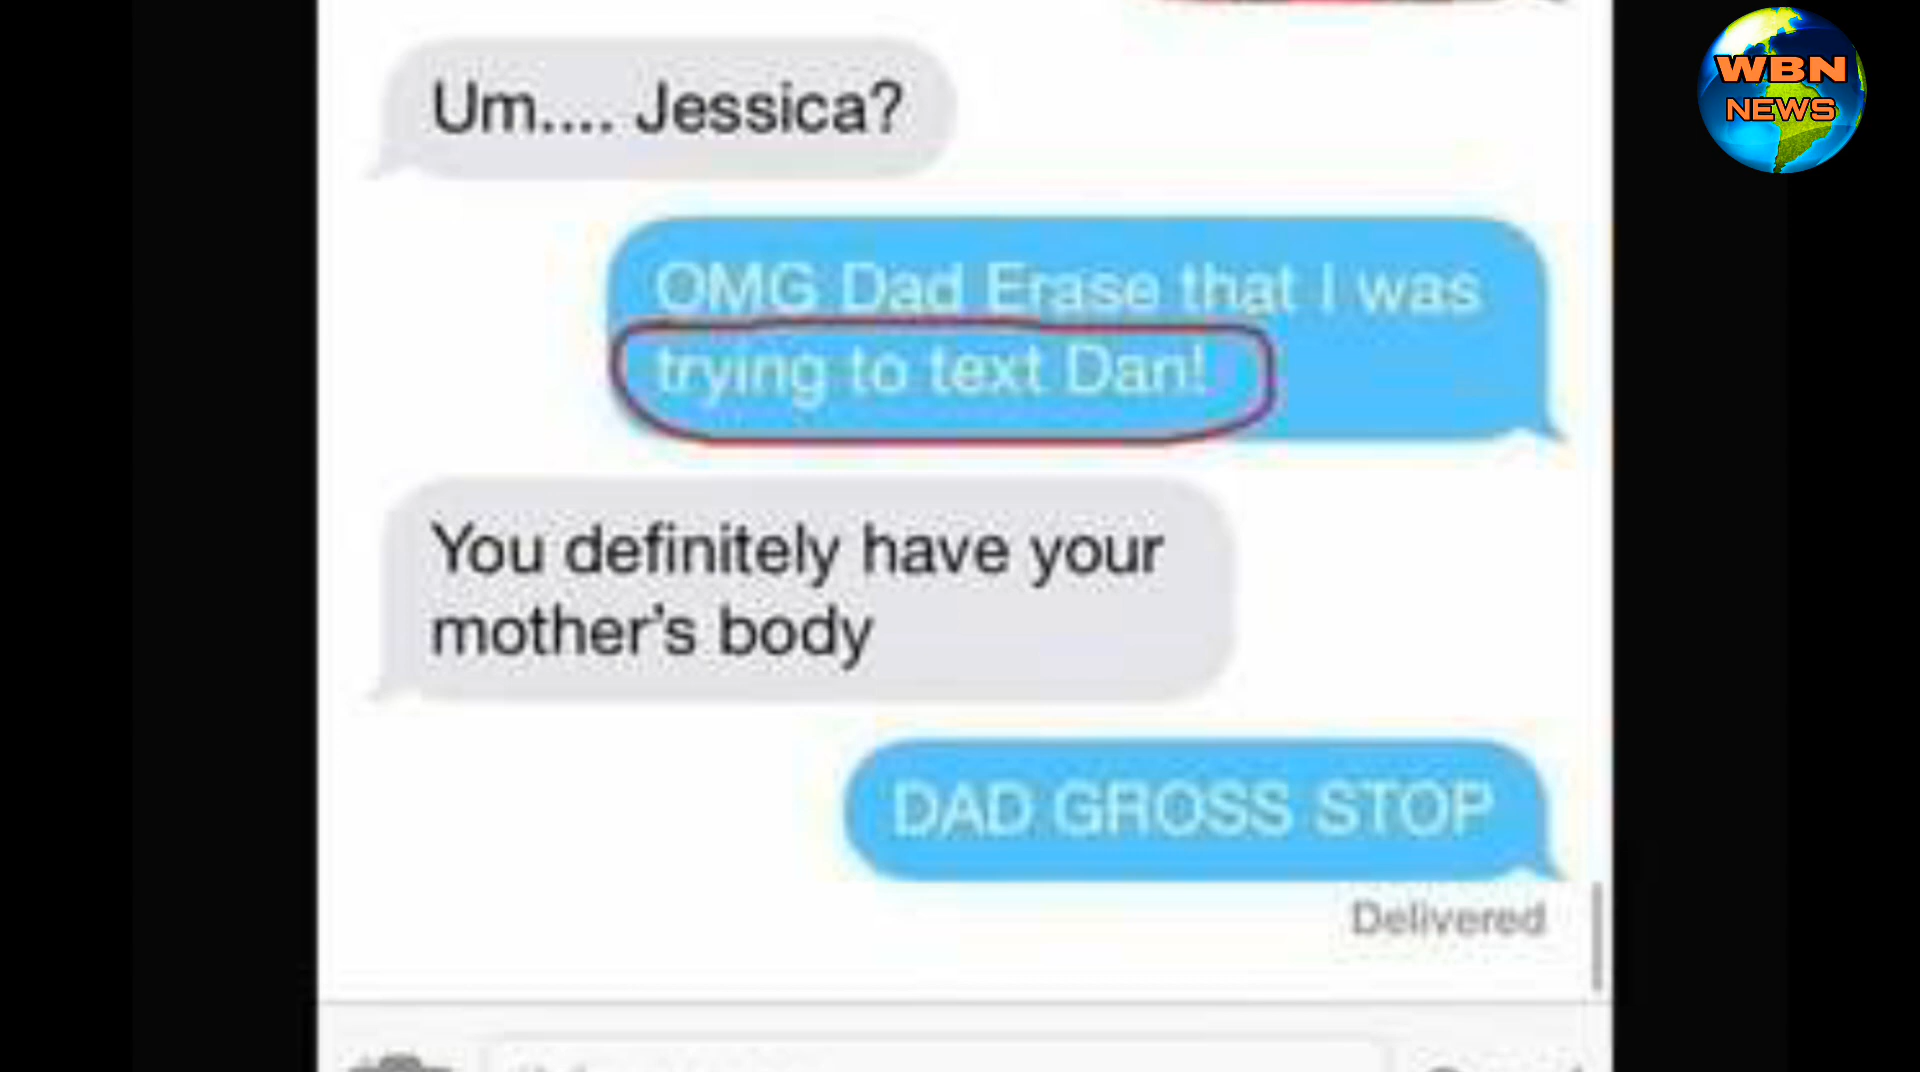 WBN
NEWS
Um.... Jessica?
OMG Dad Erase that I was
trying to text Dan!
You definitely have your
mother's body
DAD GROSS STOP
Delivered